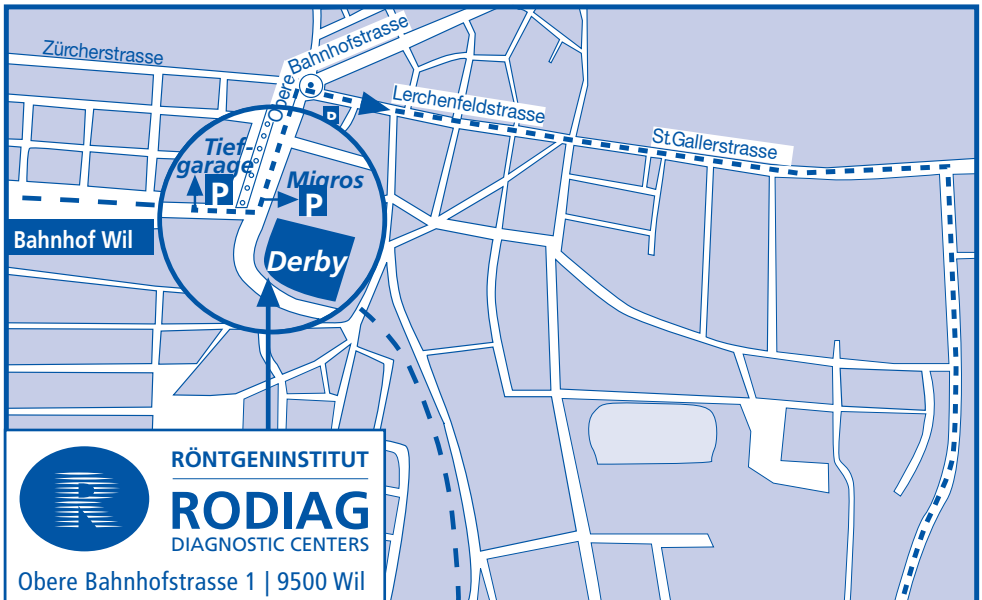 Zürcherstrasse
Obere Bahnhofstrasse
Lerchenfeldstrasse
St.Gallerstrasse
P
Tief-
garage
P
Migros
P
Bahnhof Wil
Derby
R
RÖNTGENINSTITUT
RODIAG
DIAGNOSTIC CENTERS
Obere Bahnhofstrasse 1 | 9500 Wil